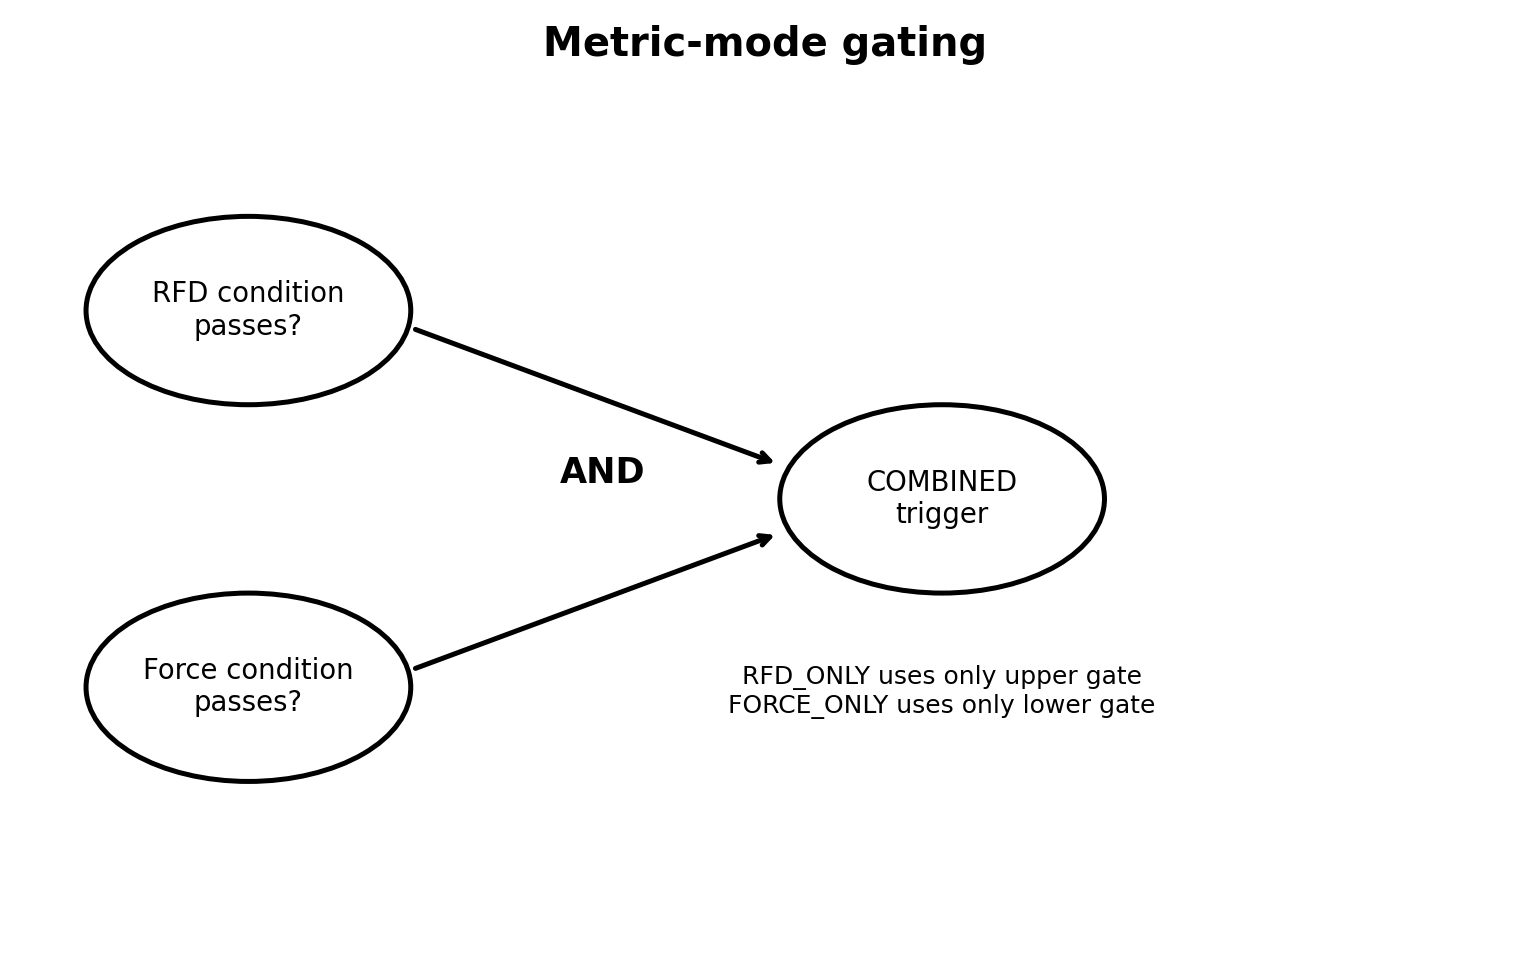 Metric-mode gating
RFD condition
passes?
AND
COMBINED
trigger
Force condition
passes?
RFD_ONLY uses only upper gate
FORCE_ONLY uses only lower gate